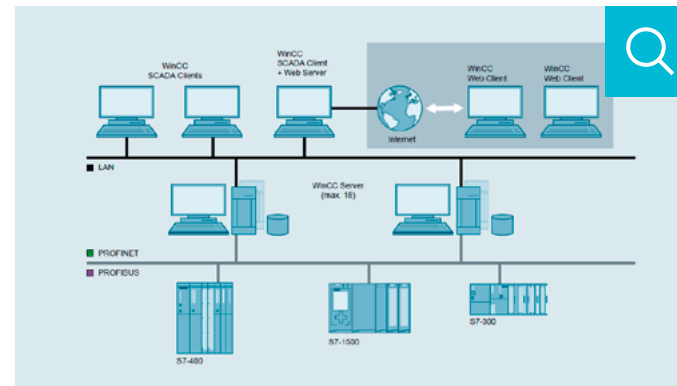 WinCC
SCADA Clients
WinCC
SCADA Client
+ Web Server
WinCC
Web Client
WinCC
Web Client
Internet
LAN
WinCC Server
(max. 18)
PROFINET
PROFIBUS
S7-400
S7-1500
S7-300